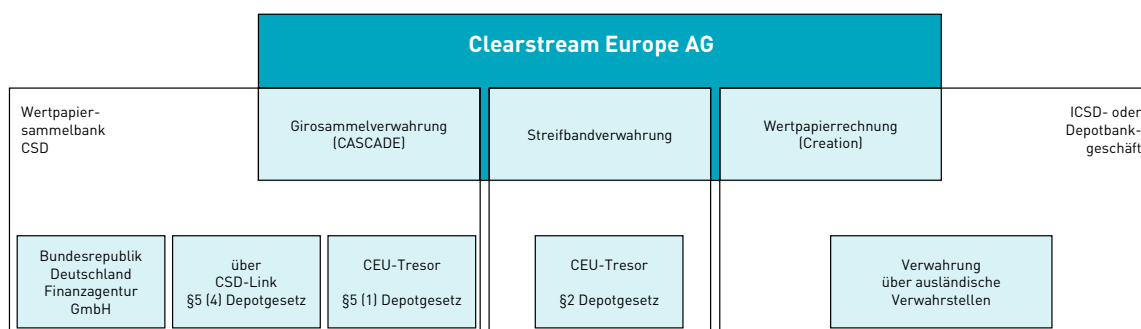 Clearstream Europe AG
Wertpapier-
sammelbank
CSD
Girosammelverwahrung
(CASCADE)
Streifbandverwahrung
Wertpapierrechnung
(Creation)
ICSD- oder
Depotbank-
geschäft
Bundesrepublik
Deutschland
Finanzagentur
GmbH
über
CSD-Link
§5 (4) Depotgesetz
CEU-Tresor
§5 (1) Depotgesetz
CEU-Tresor
§2 Depotgesetz
Verwahrung
über ausländische
Verwahrstellen